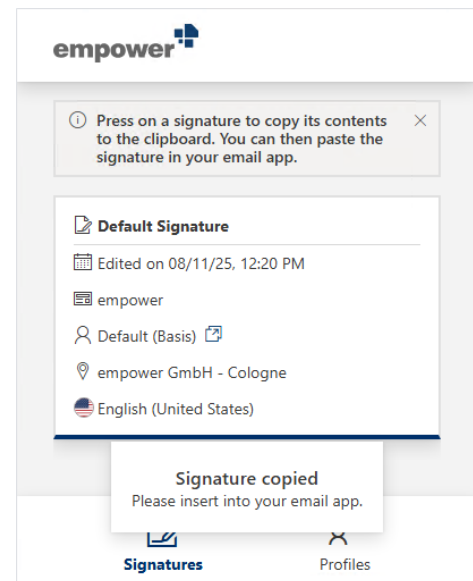 empower
Press on a signature to copy its contents
to the clipboard. You can then paste the
signature in your email app.
Default Signature
Edited on 08/11/25, 12:20 PM
empower
Default (Basis)
empower GmbH - Cologne
English (United States)
Signature copied
Please insert into your email app.
Signatures
Profiles